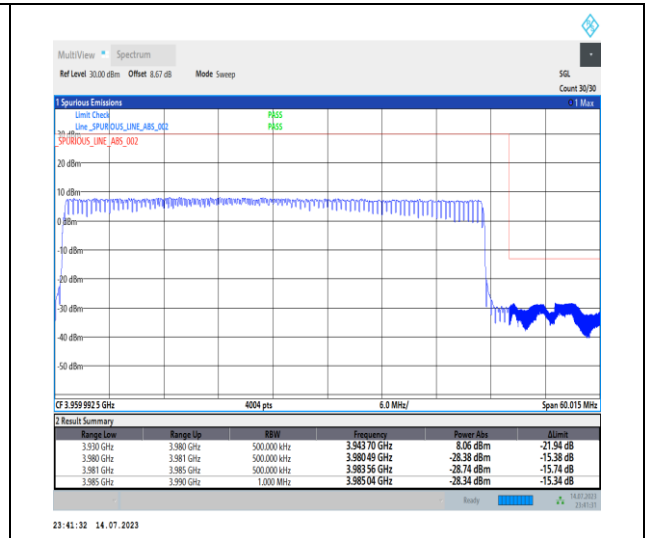 MultiView Spectrum
Ref Level 30.00 dBm Offset 8.67 dB Mode Sweep SGL
Count 30/30
1 Spurious Emissions 1 Max
Limit Check PASS
Line _SPURIOUS_LINE_ABS_002 PASS
30 dBm
_SPURIOUS_LINE_ABS_002
20 dBm
10 dBm
0 dBm
-10 dBm
-20 dBm
-30 dBm
-40 dBm
-50 dBm
CF 3.959 992 5 GHz 4004 pts 6.0 MHz/ Span 60.015 MHz
2 Result Summary
Range Low Range Up RBW Frequency Power Abs ΔLimit
3.930 GHz 3.980 GHz 500.000 kHz 3.943 70 GHz 8.06 dBm -21.94 dB
3.980 GHz 3.981 GHz 500.000 kHz 3.980 49 GHz -28.38 dBm -15.38 dB
3.981 GHz 3.985 GHz 500.000 kHz 3.983 56 GHz -28.74 dBm -15.74 dB
3.985 GHz 3.990 GHz 1.000 MHz 3.985 04 GHz -28.34 dBm -15.34 dB
Ready 14.07.2023
23:41:31
23:41:32 14.07.2023